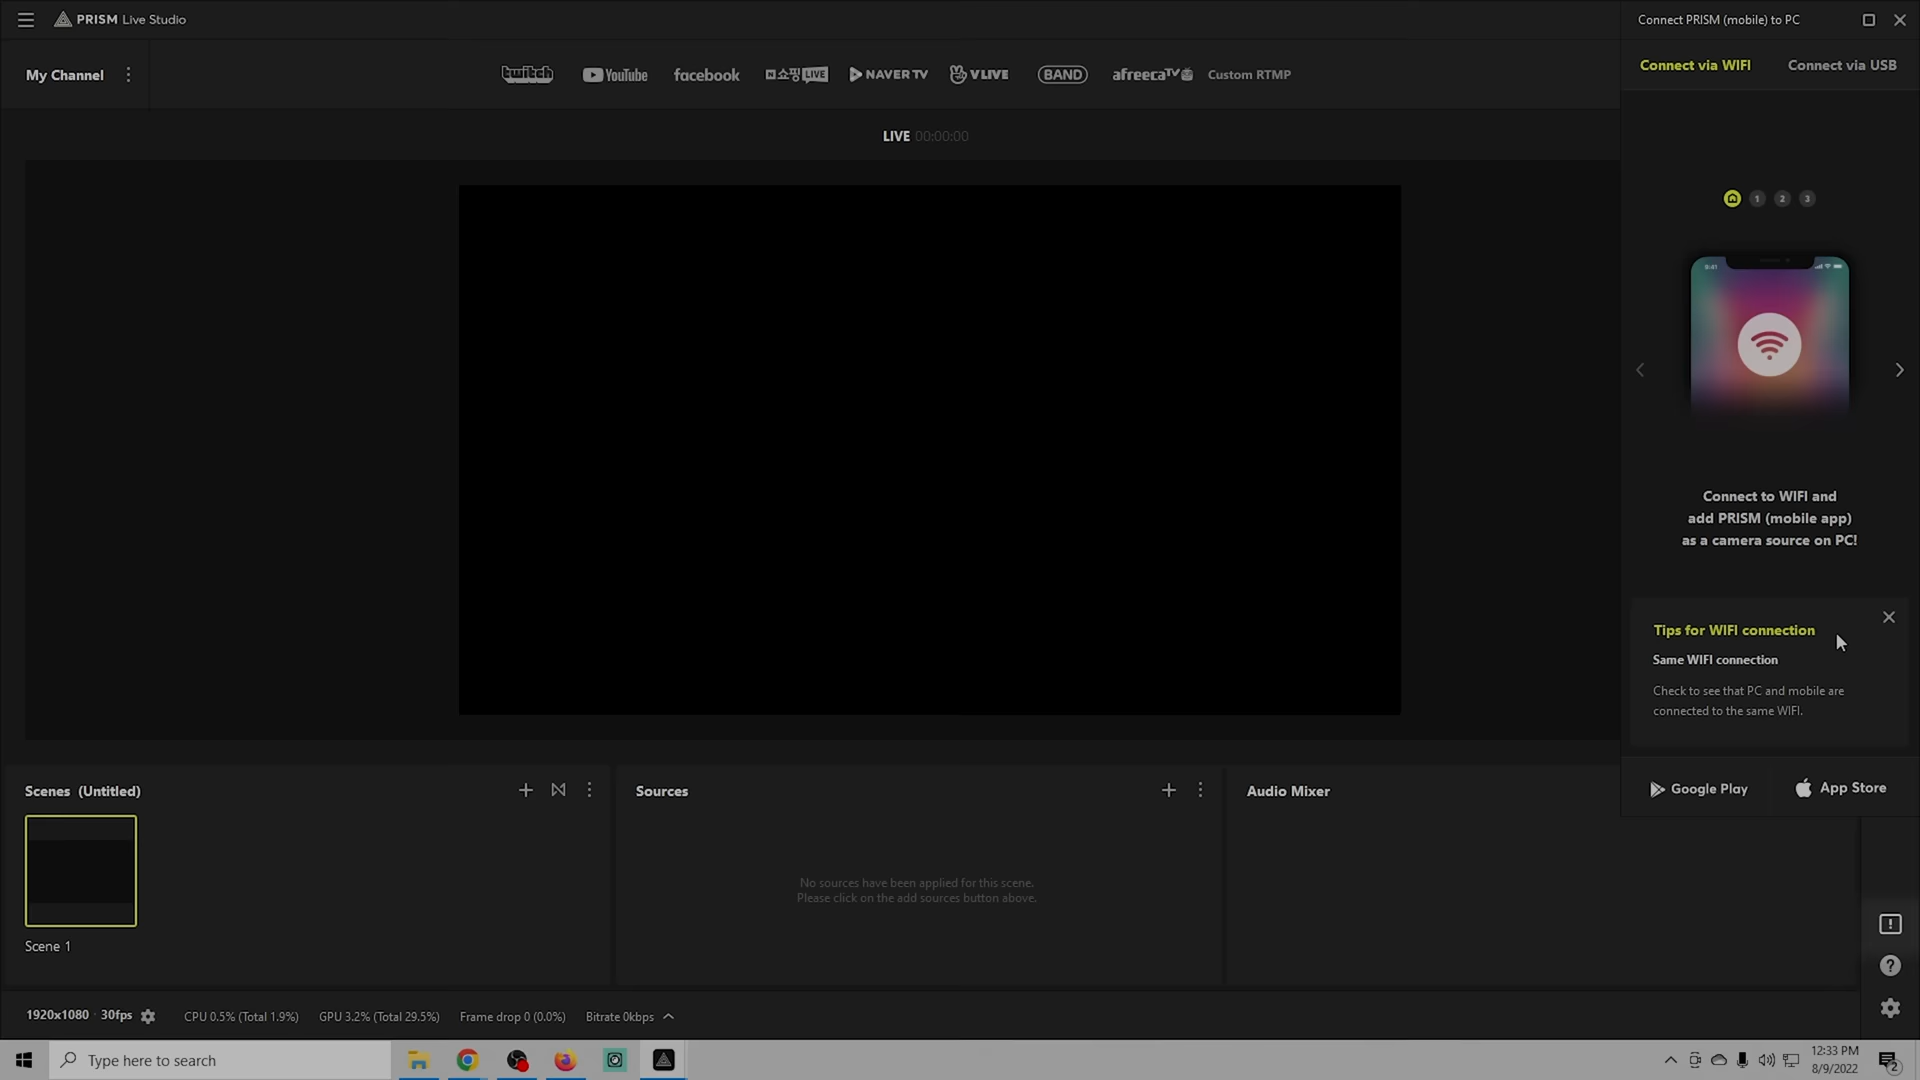 PRISM Live Studio
Connect PRISM (mobile) to PC
My Channel
twitch
YouTube
facebook
쇼핑 LIVE
NAVER TV
V LIVE
BAND
afreecaTV
Custom RTMP
Connect via WIFI
Connect via USB
LIVE 00:00:00
1 2 3
9:41
Connect to WIFI and
add PRISM (mobile app)
as a camera source on PC!
Tips for WIFI connection
Same WIFI connection
Check to see that PC and mobile are
connected to the same WIFI.
Google Play
App Store
Scenes (Untitled)
Sources
Audio Mixer
No sources have been applied for this scene.
Please click on the add sources button above.
Scene 1
1920x1080 30fps
CPU 0.5% (Total 1.9%)
GPU 3.2% (Total 29.5%)
Frame drop 0 (0.0%)
Bitrate 0kbps
Type here to search
12:33 PM
8/9/2022
2